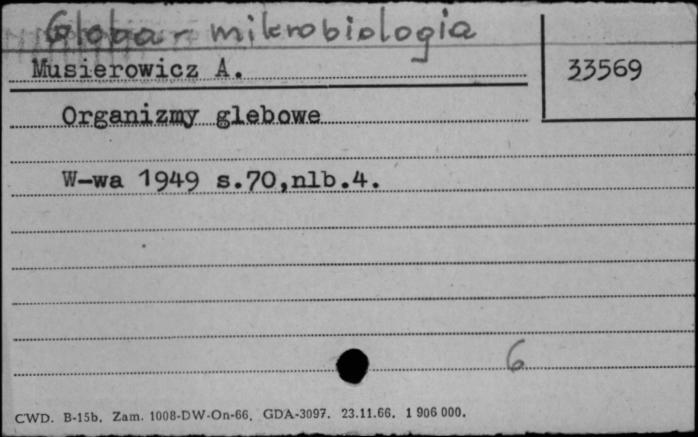 Gleba - mikrobiologia
Musierowicz A.
33569
Organizmy glebowe
W-wa 1949 s.70,nlb.4.
6
CWD. B-15b. Zam. 1008-DW-On-66. GDA-3097. 23.11.66. 1 906 000.